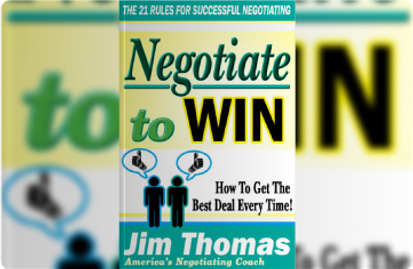 THE 21 RULES FOR SUCCESSFUL NEGOTIATING
Negotiate
to WIN
How To Get The
Best Deal Every Time!
Jim Thomas
America's Negotiating Coach